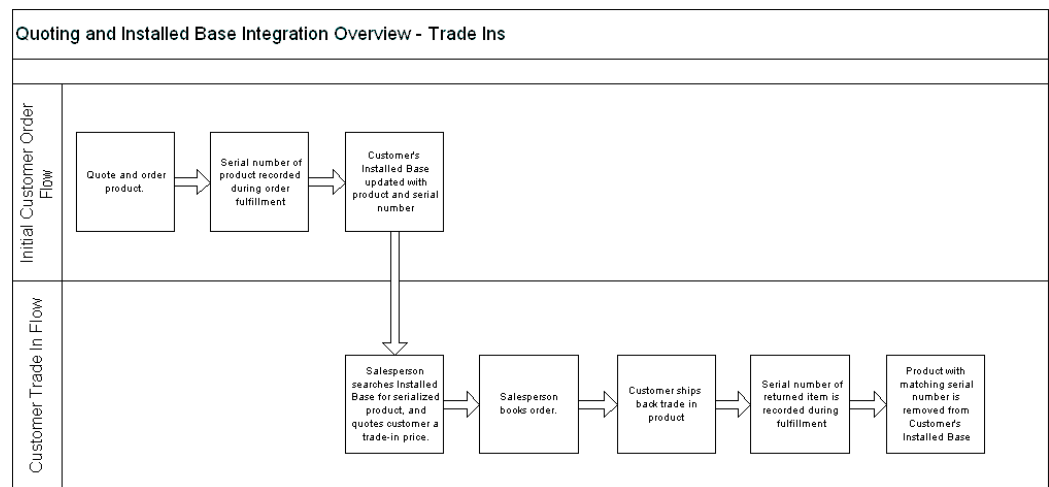 Quoting and Installed Base Integration Overview - Trade Ins
Initial Customer Order
Flow
Quote and order
product.
Serial number of
product recorded
during order
fulfillment
Customer's
Installed Base
updated with
product and serial
number
Customer Trade In Flow
Salesperson
searches Installed
Base for serialized
product, and
quotes customer a
trade-in price.
Salesperson
books order.
Customer ships
back trade in
product
Serial number of
returned item is
recorded during
fulfillment
Product with
matching serial
number is
removed from
Customer's
Installed Base